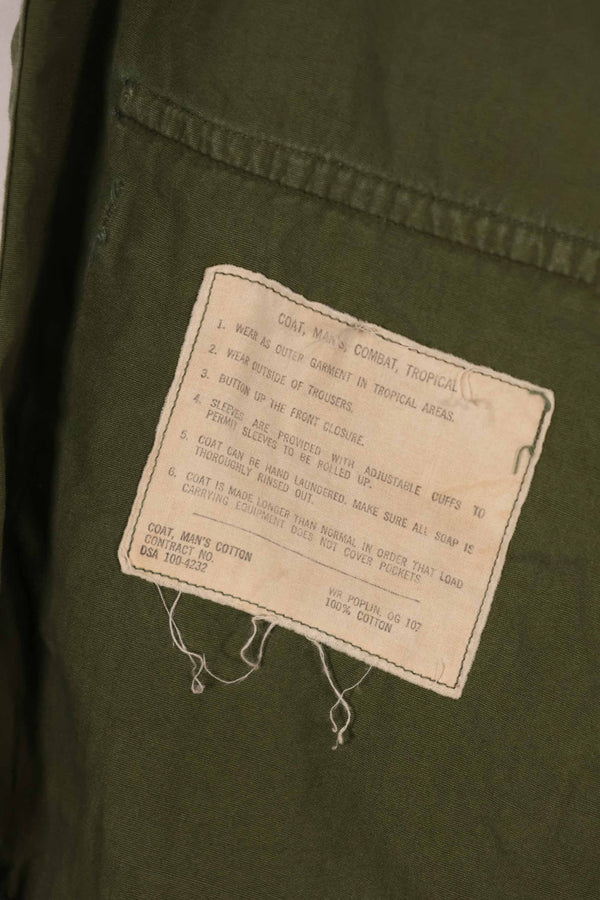 COAT, MAN'S, COMBAT, TROPICAL
1. WEAR AS OUTER GARMENT IN TROPICAL AREAS.
2. WEAR OUTSIDE OF TROUSERS.
3. BUTTON UP THE FRONT CLOSURE.
4. SLEEVES ARE PROVIDED WITH ADJUSTABLE CUFFS TO
PERMIT SLEEVES TO BE ROLLED UP.
5. COAT CAN BE HAND LAUNDERED. MAKE SURE ALL SOAP IS
THOROUGHLY RINSED OUT.
6. COAT IS MADE LONGER THAN NORMAL IN ORDER THAT LOAD
CARRYING EQUIPMENT DOES NOT COVER POCKETS
COAT, MAN'S COTTON
CONTRACT NO.
DSA 100-4232
WR POPLIN, OG 107
100% COTTON